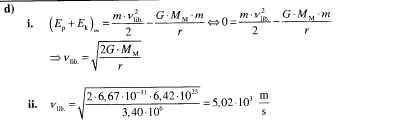 d)
i. (E_p + E_k)_∞ = m·v²_lib. / 2 − G·M_M·m / r ⇔ 0 = m·v²_lib. / 2 − G·M_M·m / r
⇒ v_lib. = √(2G·M_M / r)
ii. v_lib. = √(2·6,67·10⁻¹¹·6,42·10²³ / 3,40·10⁶) = 5,02·10³ m/s